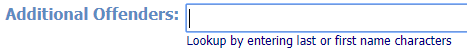 Additional Offenders:
Lookup by entering last or first name characters